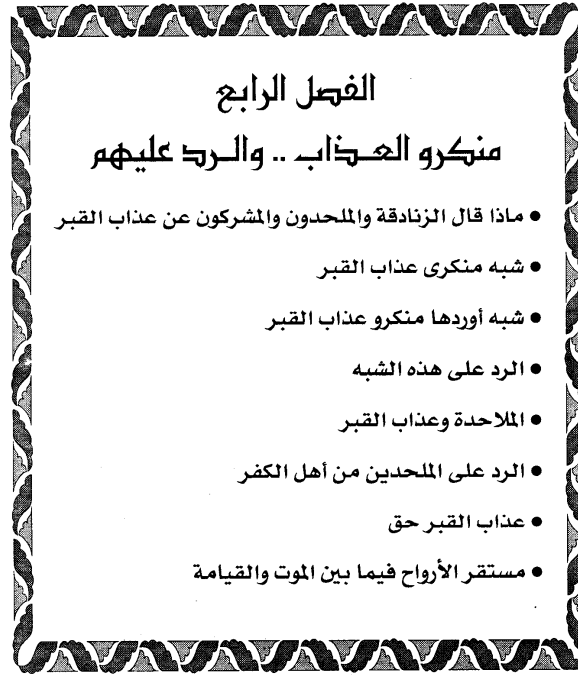 الفصل الرابع
منكرو العــذاب .. والــرد عليهم
● ماذا قال الزنادقة والملحدون والمشركون عن عذاب القبر
● شبه منكرى عذاب القبر
● شبه أوردها منكرو عذاب القبر
● الرد على هذه الشبه
● الملاحدة وعذاب القبر
● الرد على الملحدين من أهل الكفر
● عذاب القبر حق
● مستقر الأرواح فيما بين الموت والقيامة